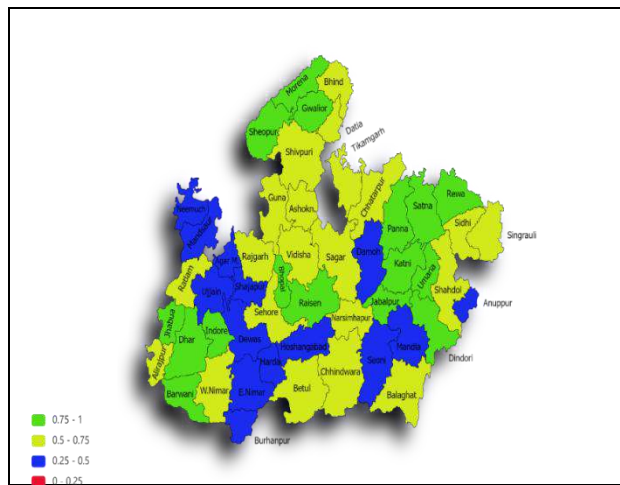 Morena
Bhind
Gwalior
Sheopur
Datia
Tikamgarh
Shivpuri
Chhatarpur
Neemuch
Mandsaur
Guna
Ashokn.
Rewa
Satna
Panna
Sidhi
Singrauli
Rajgarh
Vidisha
Sagar
Damoh
Agar M.
Ratlam
Ujjain
Shajapur
Bhopal
Katni
Umaria
Shahdol
Anuppur
Raisen
Sehore
Narsimhapur
Jabalpur
Jhabua
Dhar
Indore
Dewas
Hoshangabad
Mandla
Dindori
Alirajpur
Harda
Seoni
Barwani
W.Nimar
E.Nimar
Betul
Chhindwara
Balaghat
Burhanpur
0.75 - 1
0.5 - 0.75
0.25 - 0.5
0 - 0.25